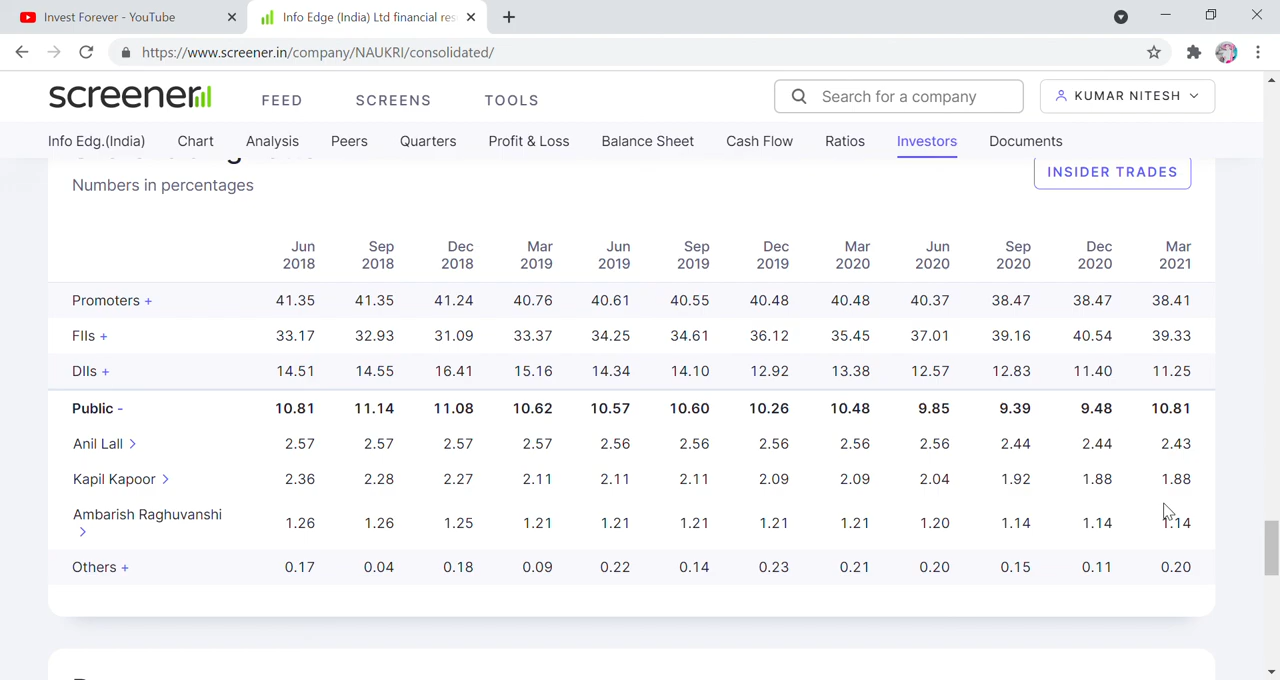 Invest Forever - YouTube
Info Edge (India) Ltd financial res
https://www.screener.in/company/NAUKRI/consolidated/
screener
FEED SCREENS TOOLS
Search for a company
KUMAR NITESH
Info Edg.(India) Chart Analysis Peers Quarters Profit & Loss Balance Sheet Cash Flow Ratios Investors Documents
Numbers in percentages
INSIDER TRADES
Jun 2018 Sep 2018 Dec 2018 Mar 2019 Jun 2019 Sep 2019 Dec 2019 Mar 2020 Jun 2020 Sep 2020 Dec 2020 Mar 2021
Promoters + 41.35 41.35 41.24 40.76 40.61 40.55 40.48 40.48 40.37 38.47 38.47 38.41
FIIs + 33.17 32.93 31.09 33.37 34.25 34.61 36.12 35.45 37.01 39.16 40.54 39.33
DIIs + 14.51 14.55 16.41 15.16 14.34 14.10 12.92 13.38 12.57 12.83 11.40 11.25
Public - 10.81 11.14 11.08 10.62 10.57 10.60 10.26 10.48 9.85 9.39 9.48 10.81
Anil Lall > 2.57 2.57 2.57 2.57 2.56 2.56 2.56 2.56 2.56 2.44 2.44 2.43
Kapil Kapoor > 2.36 2.28 2.27 2.11 2.11 2.11 2.09 2.09 2.04 1.92 1.88 1.88
Ambarish Raghuvanshi > 1.26 1.26 1.25 1.21 1.21 1.21 1.21 1.21 1.20 1.14 1.14 1.14
Others + 0.17 0.04 0.18 0.09 0.22 0.14 0.23 0.21 0.20 0.15 0.11 0.20